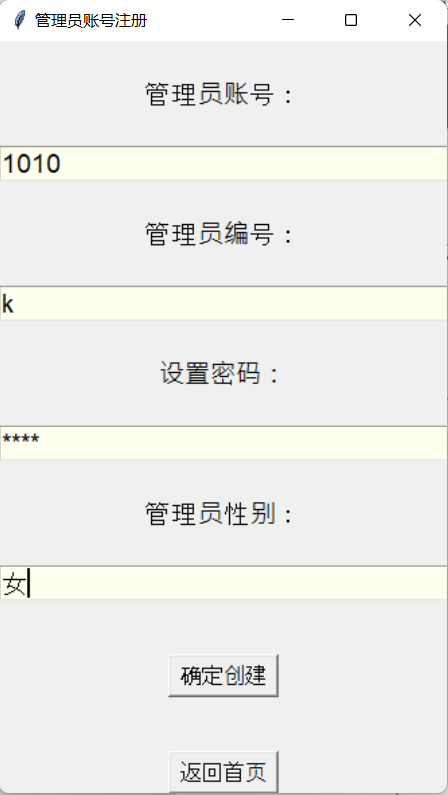 管理员账号注册
管理员账号：
1010
管理员编号：
k
设置密码：
****
管理员性别：
女
确定创建
返回首页